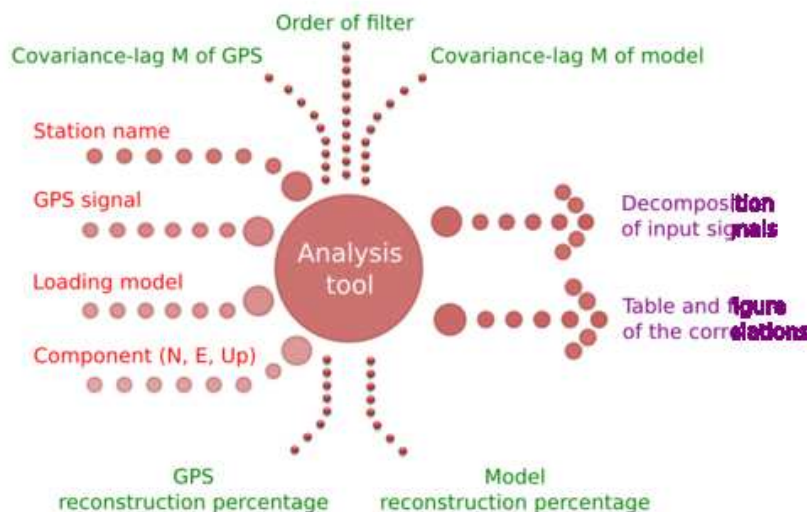 Order of filter
Covariance-lag M of GPS
Covariance-lag M of model
Station name
GPS signal
Loading model
Component (N, E, Up)
Analysis
tool
Decomposition
of input signals
Table and figure
of the correlations
GPS
reconstruction percentage
Model
reconstruction percentage